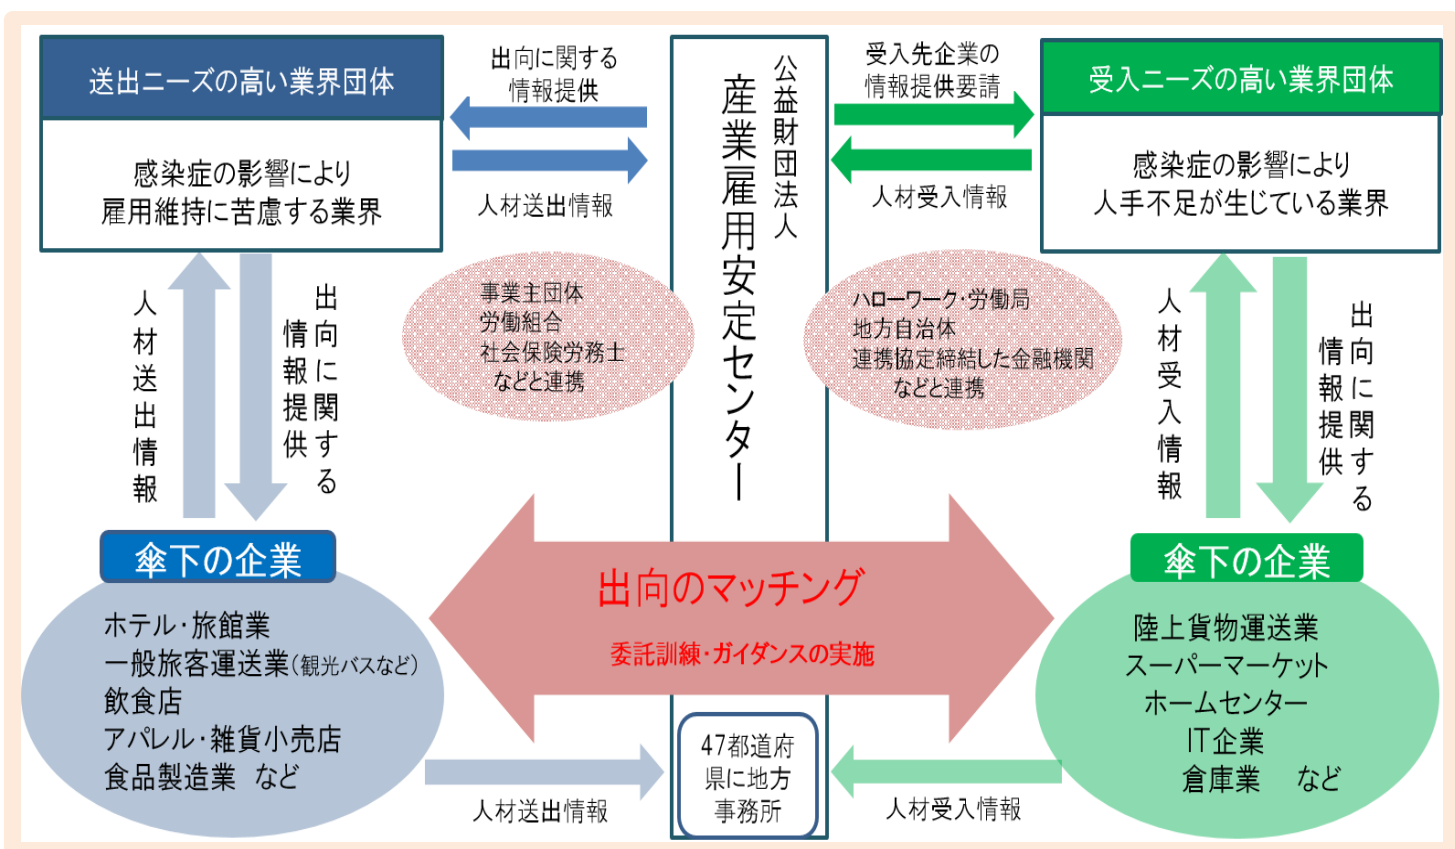 送出ニーズの高い業界団体
感染症の影響により
雇用維持に苦慮する業界
出向に関する
情報提供
人材送出情報
公益財団法人
産業雇用安定センター
受入先企業の
情報提供要請
人材受入情報
受入ニーズの高い業界団体
感染症の影響により
人手不足が生じている業界
事業主団体
労働組合
社会保険労務士
などと連携
ハローワーク・労働局
地方自治体
連携協定締結した金融機関
などと連携
人材送出情報
出向に関する
情報提供
人材受入情報
出向に関する
情報提供
傘下の企業
ホテル・旅館業
一般旅客運送業(観光バスなど)
飲食店
アパレル・雑貨小売店
食品製造業 など
出向のマッチング
委託訓練・ガイダンスの実施
傘下の企業
陸上貨物運送業
スーパーマーケット
ホームセンター
IT企業
倉庫業 など
人材送出情報
47都道府
県に地方
事務所
人材受入情報